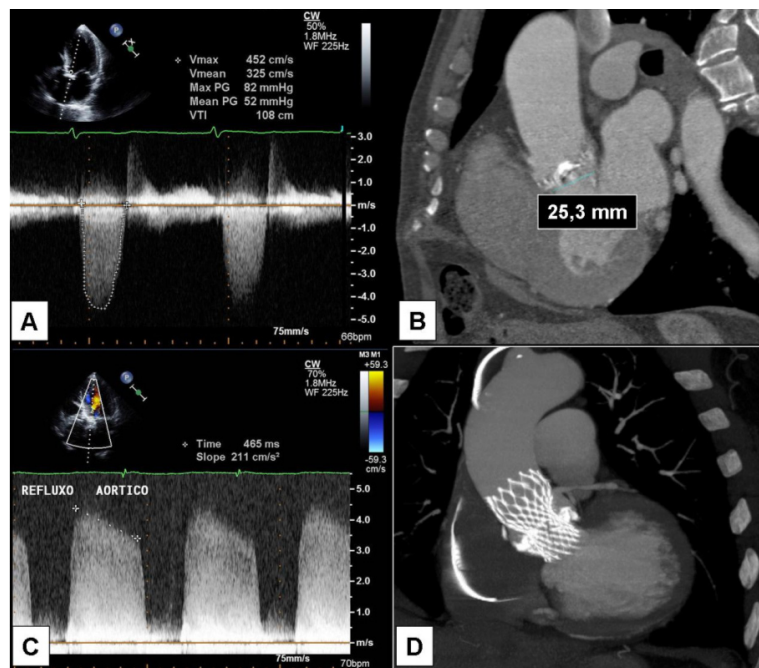 CW
50%
1.8MHz
WF 225Hz
Vmax 452 cm/s
Vmean 325 cm/s
Max PG 82 mmHg
Mean PG 52 mmHg
VTI 108 cm
3.0
2.0
1.0
m/s
-1.0
-2.0
-3.0
-4.0
-5.0
75mm/s
66bpm
A
25,3 mm
B
CW
70%
1.8MHz
WF 225Hz
M3 M1
+59.3
-59.3
cm/s
Time 465 ms
Slope 211 cm/s²
REFLUXO AORTICO
5.0
4.0
3.0
2.0
1.0
m/s
75mm/s
70bpm
C
D